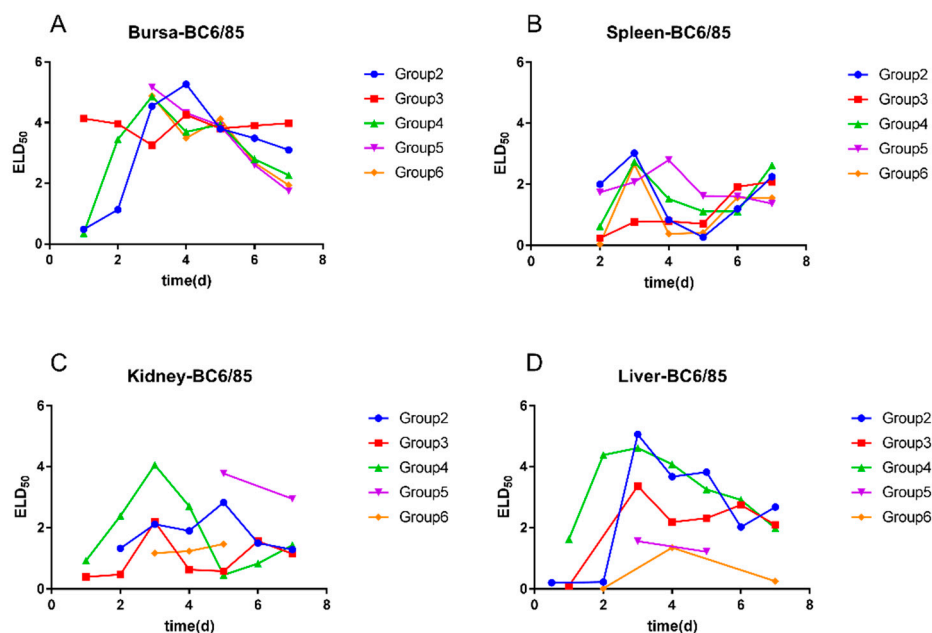 A
Bursa-BC6/85
ELD50
6
4
2
0
0 2 4 6 8
time(d)
Group2
Group3
Group4
Group5
Group6
B
Spleen-BC6/85
ELD50
6
4
2
0
0 2 4 6 8
time(d)
Group2
Group3
Group4
Group5
Group6
C
Kidney-BC6/85
ELD50
6
4
2
0
0 2 4 6 8
time(d)
Group2
Group3
Group4
Group5
Group6
D
Liver-BC6/85
ELD50
6
4
2
0
0 2 4 6 8
time(d)
Group2
Group3
Group4
Group5
Group6